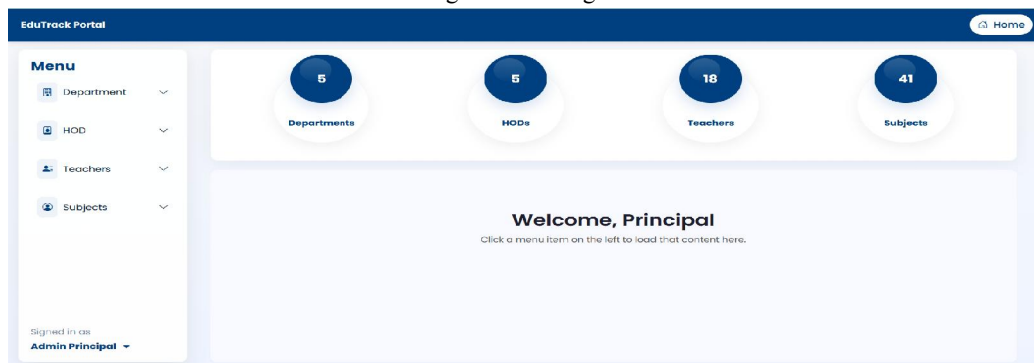 EduTrack Portal
Home
Menu
Department
HOD
Teachers
Subjects
Signed in as
Admin Principal
5
Departments
5
HODs
18
Teachers
41
Subjects
Welcome, Principal
Click a menu item on the left to load that content here.